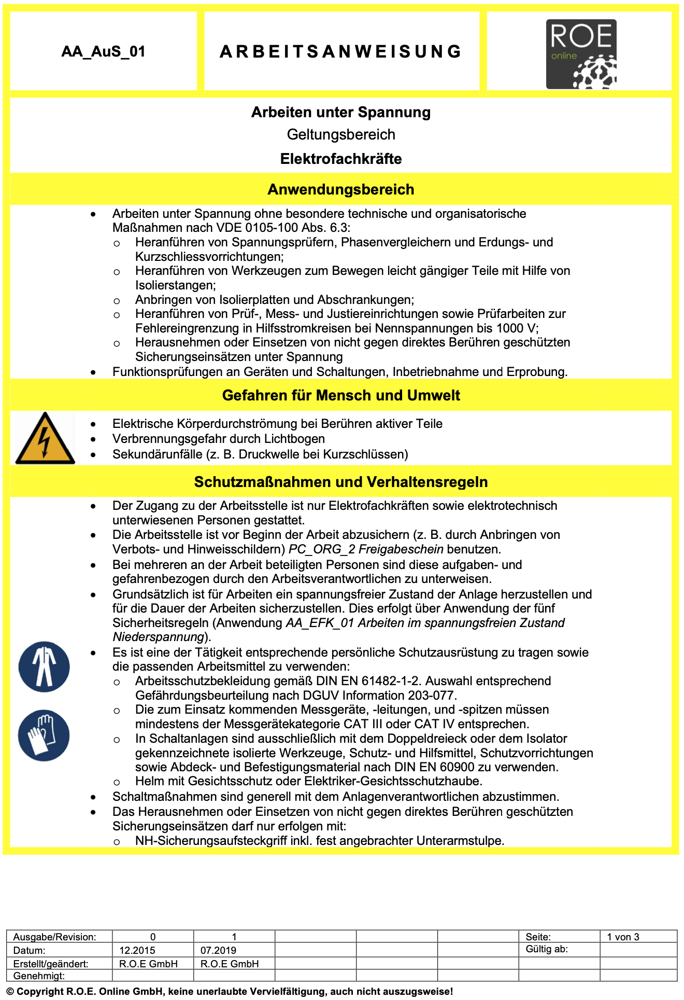 AA_AuS_01
ARBEITSANWEISUNG
ROE
online
Arbeiten unter Spannung
Geltungsbereich
Elektrofachkräfte
Anwendungsbereich
• Arbeiten unter Spannung ohne besondere technische und organisatorische
Maßnahmen nach VDE 0105-100 Abs. 6.3:
o Heranführen von Spannungsprüfern, Phasenvergleichern und Erdungs- und
Kurzschliessvorrichtungen;
o Heranführen von Werkzeugen zum Bewegen leicht gängiger Teile mit Hilfe von
Isolierstangen;
o Anbringen von Isolierplatten und Abschrankungen;
o Heranführen von Prüf-, Mess- und Justiereinrichtungen sowie Prüfarbeiten zur
Fehlereingrenzung in Hilfsstromkreisen bei Nennspannungen bis 1000 V;
o Herausnehmen oder Einsetzen von nicht gegen direktes Berühren geschützten
Sicherungseinsätzen unter Spannung
• Funktionsprüfungen an Geräten und Schaltungen, Inbetriebnahme und Erprobung.
Gefahren für Mensch und Umwelt
• Elektrische Körperdurchströmung bei Berühren aktiver Teile
• Verbrennungsgefahr durch Lichtbogen
• Sekundärunfälle (z. B. Druckwelle bei Kurzschlüssen)
Schutzmaßnahmen und Verhaltensregeln
• Der Zugang zu der Arbeitsstelle ist nur Elektrofachkräften sowie elektrotechnisch
unterwiesenen Personen gestattet.
• Die Arbeitsstelle ist vor Beginn der Arbeit abzusichern (z. B. durch Anbringen von
Verbots- und Hinweisschildern) PC_ORG_2 Freigabeschein benutzen.
• Bei mehreren an der Arbeit beteiligten Personen sind diese aufgaben- und
gefahrenbezogen durch den Arbeitsverantwortlichen zu unterweisen.
• Grundsätzlich ist für Arbeiten ein spannungsfreier Zustand der Anlage herzustellen und
für die Dauer der Arbeiten sicherzustellen. Dies erfolgt über Anwendung der fünf
Sicherheitsregeln (Anwendung AA_EFK_01 Arbeiten im spannungsfreien Zustand
Niederspannung).
• Es ist eine der Tätigkeit entsprechende persönliche Schutzausrüstung zu tragen sowie
die passenden Arbeitsmittel zu verwenden:
o Arbeitsschutzbekleidung gemäß DIN EN 61482-1-2. Auswahl entsprechend
Gefährdungsbeurteilung nach DGUV Information 203-077.
o Die zum Einsatz kommenden Messgeräte, -leitungen, und -spitzen müssen
mindestens der Messgerätekategorie CAT III oder CAT IV entsprechen.
o In Schaltanlagen sind ausschließlich mit dem Doppeldreieck oder dem Isolator
gekennzeichnete isolierte Werkzeuge, Schutz- und Hilfsmittel, Schutzvorrichtungen
sowie Abdeck- und Befestigungsmaterial nach DIN EN 60900 zu verwenden.
o Helm mit Gesichtsschutz oder Elektriker-Gesichtsschutzhaube.
• Schaltmaßnahmen sind generell mit dem Anlagenverantwortlichen abzustimmen.
• Das Herausnehmen oder Einsetzen von nicht gegen direktes Berühren geschützten
Sicherungseinsätzen darf nur erfolgen mit:
o NH-Sicherungsaufsteckgriff inkl. fest angebrachter Unterarmstulpe.
Ausgabe/Revision: 0 1 Seite: 1 von 3
Datum: 12.2015 07.2019 Gültig ab:
Erstellt/geändert: R.O.E GmbH R.O.E GmbH
Genehmigt:
© Copyright R.O.E. Online GmbH, keine unerlaubte Vervielfältigung, auch nicht auszugsweise!